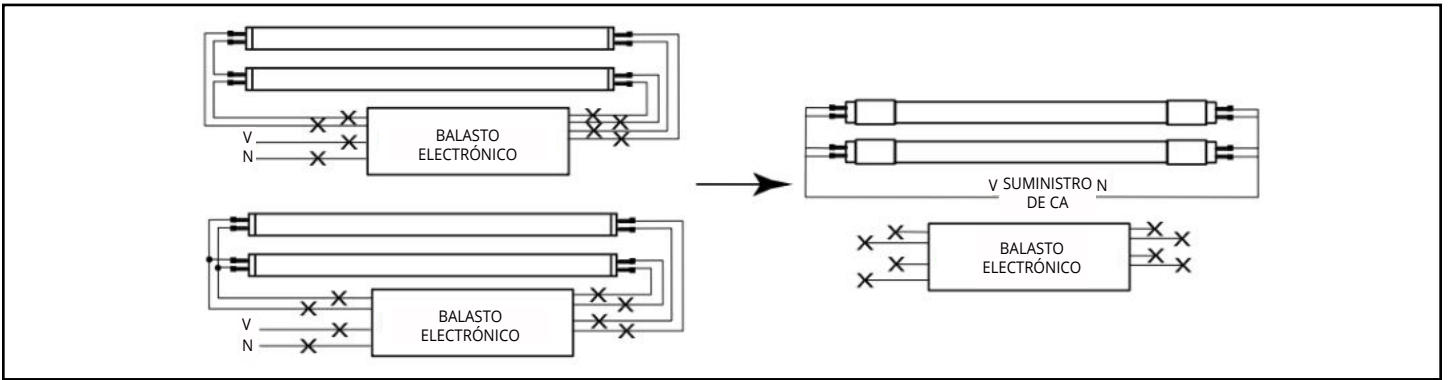 V
N
BALASTO
ELECTRÓNICO
V
N
BALASTO
ELECTRÓNICO
V SUMINISTRO N
DE CA
BALASTO
ELECTRÓNICO